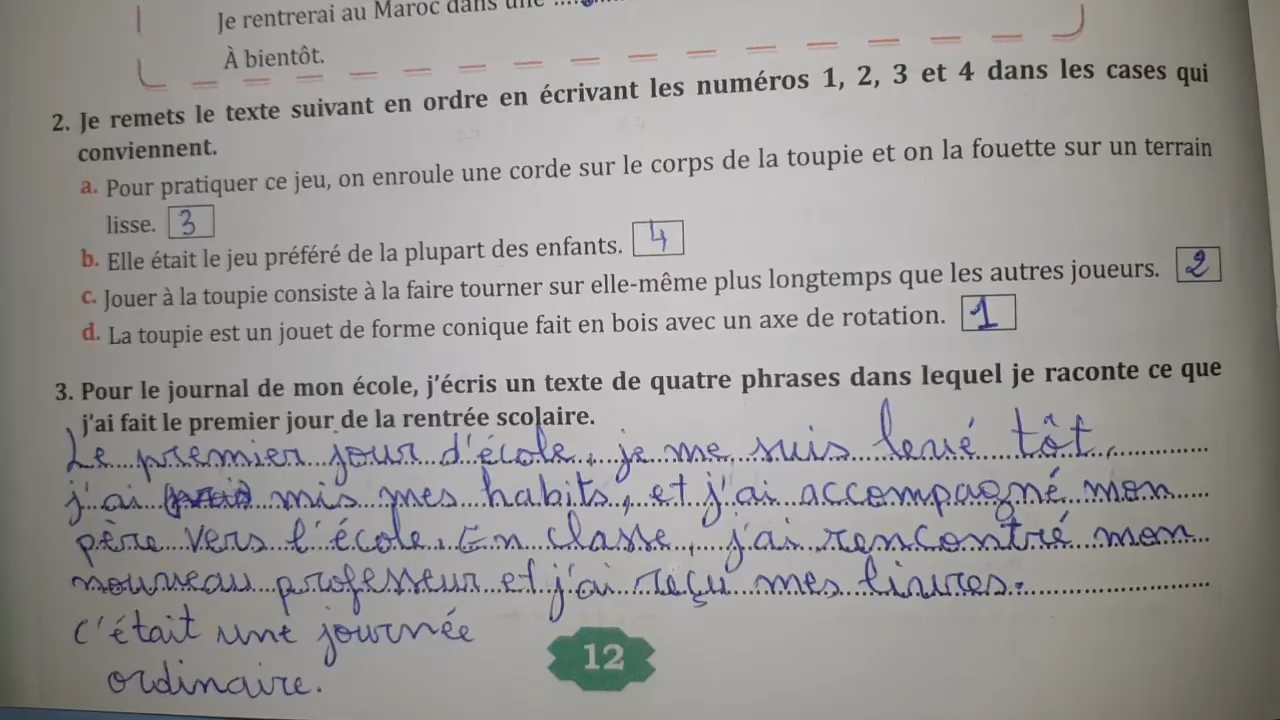 Je rentrerai au Maroc dans une ....
À bientôt.
2. Je remets le texte suivant en ordre en écrivant les numéros 1, 2, 3 et 4 dans les cases qui
conviennent.
a. Pour pratiquer ce jeu, on enroule une corde sur le corps de la toupie et on la fouette sur un terrain
lisse. 3
b. Elle était le jeu préféré de la plupart des enfants. 4
c. Jouer à la toupie consiste à la faire tourner sur elle-même plus longtemps que les autres joueurs. 2
d. La toupie est un jouet de forme conique fait en bois avec un axe de rotation. 1
3. Pour le journal de mon école, j'écris un texte de quatre phrases dans lequel je raconte ce que
j'ai fait le premier jour de la rentrée scolaire.
Le premier jour d'école, je me suis levé tôt,
j'ai mis mes habits, et j'ai accompagné mon
père vers l'école. En classe, j'ai rencontré mon
nouveau professeur et j'ai reçu mes livres.
c'était une journée
ordinaire.
12